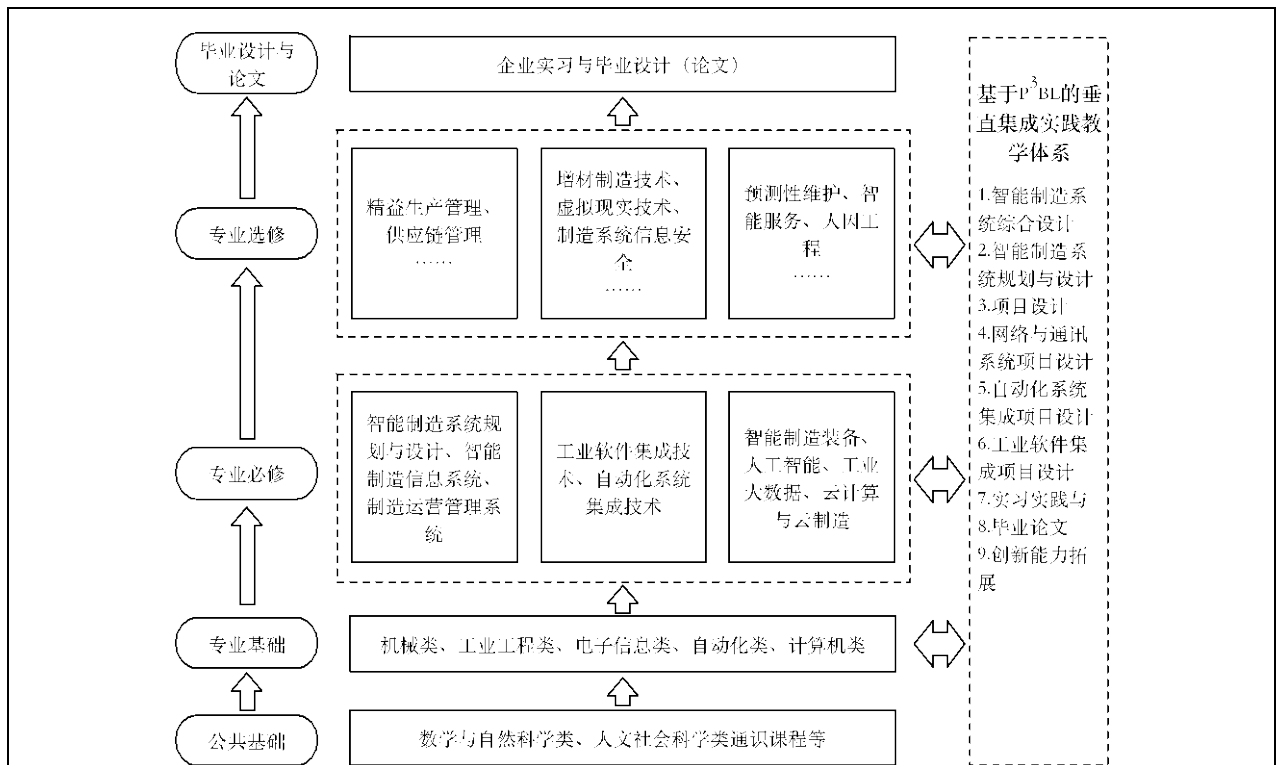 毕业设计与
论文
企业实习与毕业设计（论文）
专业选修
精益生产管理、
供应链管理
……
增材制造技术、
虚拟现实技术、
制造系统信息安
全
……
预测性维护、智
能服务、人因工
程
……
专业必修
智能制造系统规
划与设计、智能
制造信息系统、
制造运营管理系
统
工业软件集成技
术、自动化系统
集成技术
智能制造装备、
人工智能、工业
大数据、云计算
与云制造
专业基础
机械类、工业工程类、电子信息类、自动化类、计算机类
公共基础
数学与自然科学类、人文社会科学类通识课程等
基于P³BL的垂
直集成实践教
学体系
1.智能制造系
统综合设计
2.智能制造系
统规划与设计
3.项目设计
4.网络与通讯
系统项目设计
5.自动化系统
集成项目设计
6.工业软件集
成项目设计
7.实习实践与
8.毕业论文
9.创新能力拓
展